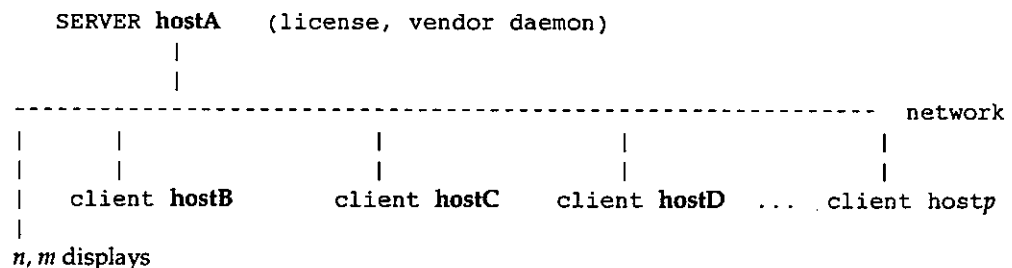 SERVER hostA (license, vendor daemon)
network
client hostB client hostC client hostD ... client hostp
n, m displays